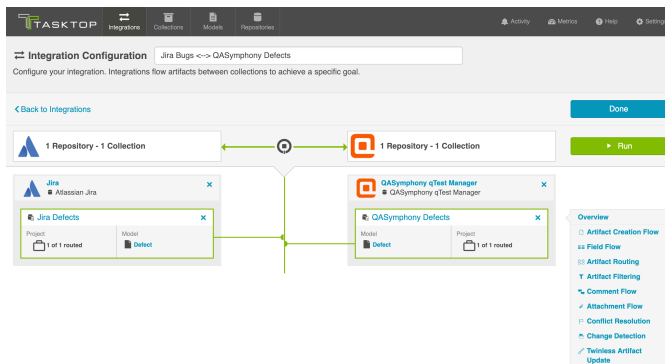 TASKTOP
Integrations
Collections
Models
Repositories
Activity
Metrics
Help
Settings
Integration Configuration
Jira Bugs <--> QASymphony Defects
Configure your integration. Integrations flow artifacts between collections to achieve a specific goal.
Back to Integrations
Done
1 Repository - 1 Collection
1 Repository - 1 Collection
Run
Jira
Atlassian Jira
Jira Defects
Project
1 of 1 routed
Model
Defect
QASymphony qTest Manager
QASymphony qTest Manager
QASymphony Defects
Model
Defect
Project
1 of 1 routed
Overview
Artifact Creation Flow
Field Flow
Artifact Routing
Artifact Filtering
Comment Flow
Attachment Flow
Conflict Resolution
Change Detection
Twinless Artifact
Update